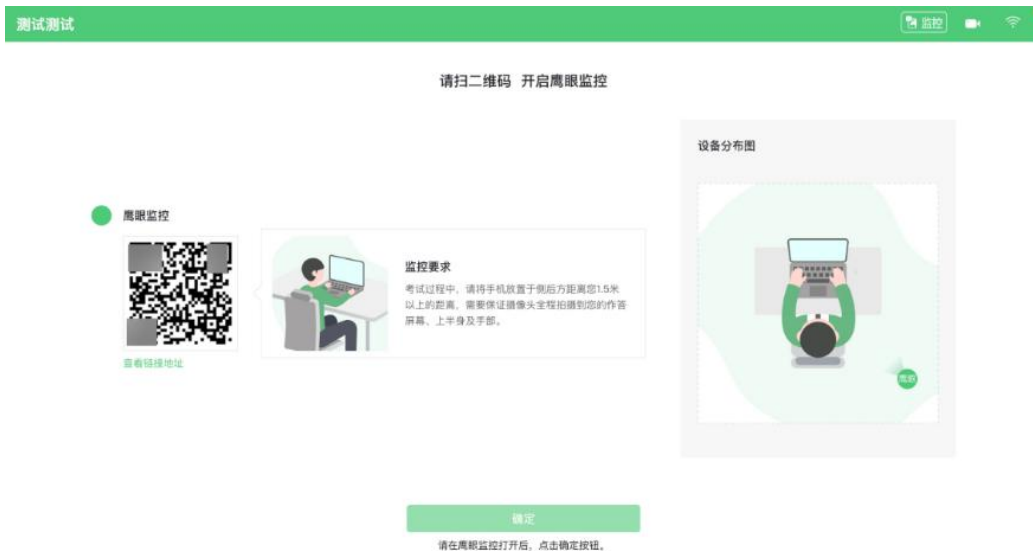 测试测试
监控
请扫二维码 开启鹰眼监控
设备分布图
鹰眼监控
监控要求
考试过程中，请将手机放置于侧后方距离您1.5米
以上的距离，需要保证摄像头全程拍摄到您的作答
屏幕、上半身及手部。
查看链接地址
鹰眼
确定
请在鹰眼监控打开后，点击确定按钮。